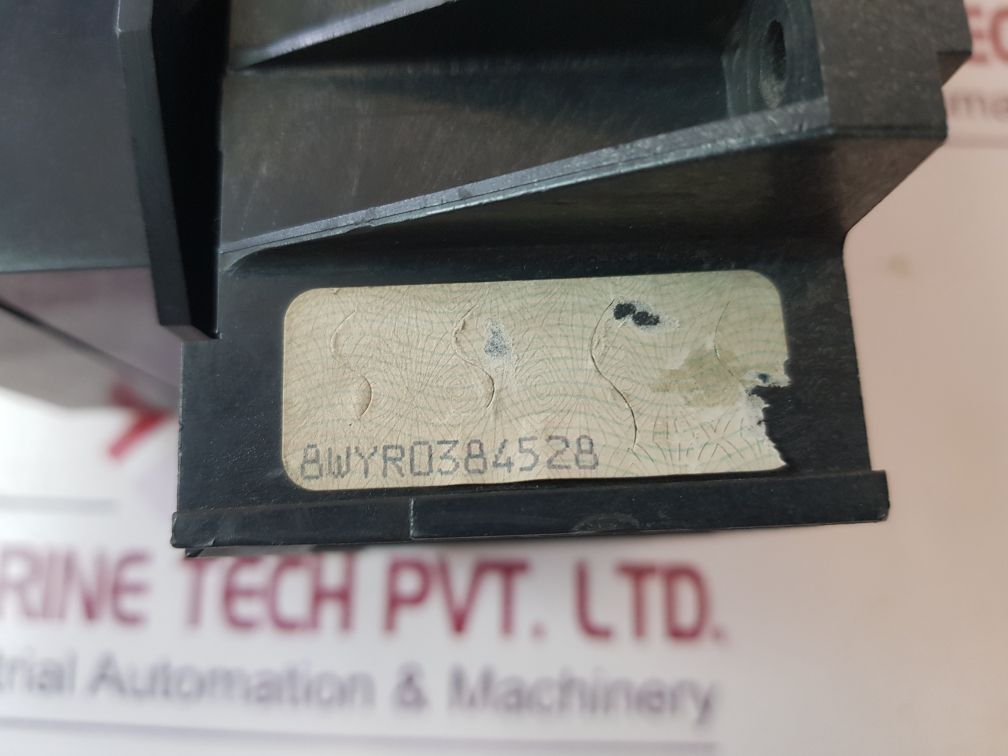 8WYR0384528
RINE TECH PVT. LTD.
trial Automation & Machinery